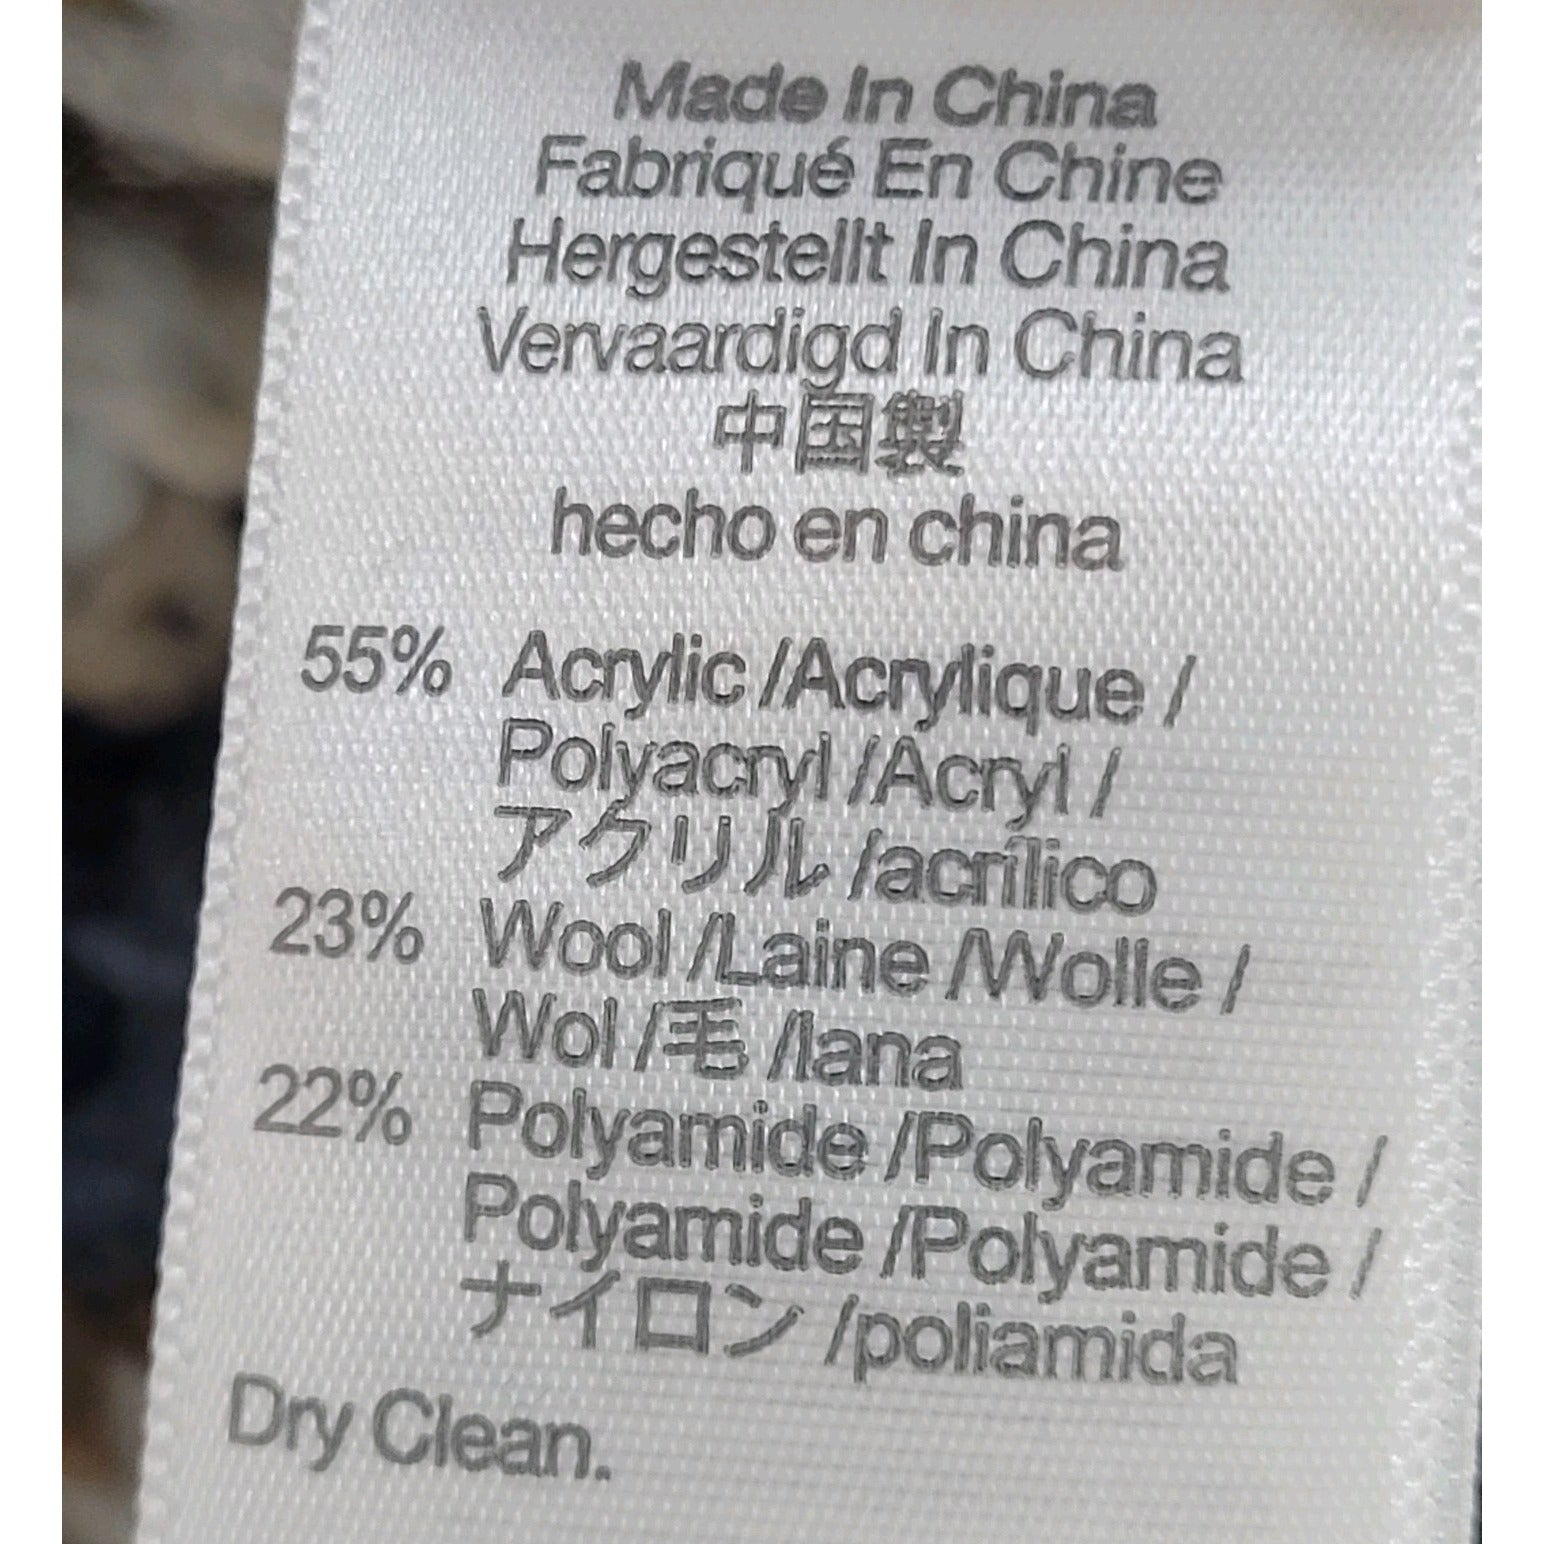 Made In China
Fabriqué En Chine
Hergestellt In China
Vervaardigd In China
中国製
hecho en china
55% Acrylic /Acrylique /
Polyacryl /Acryl /
アクリル /acrílico
23% Wool /Laine /Wolle /
Wol /毛 /lana
22% Polyamide /Polyamide /
Polyamide /Polyamide /
ナイロン /poliamida
Dry Clean.